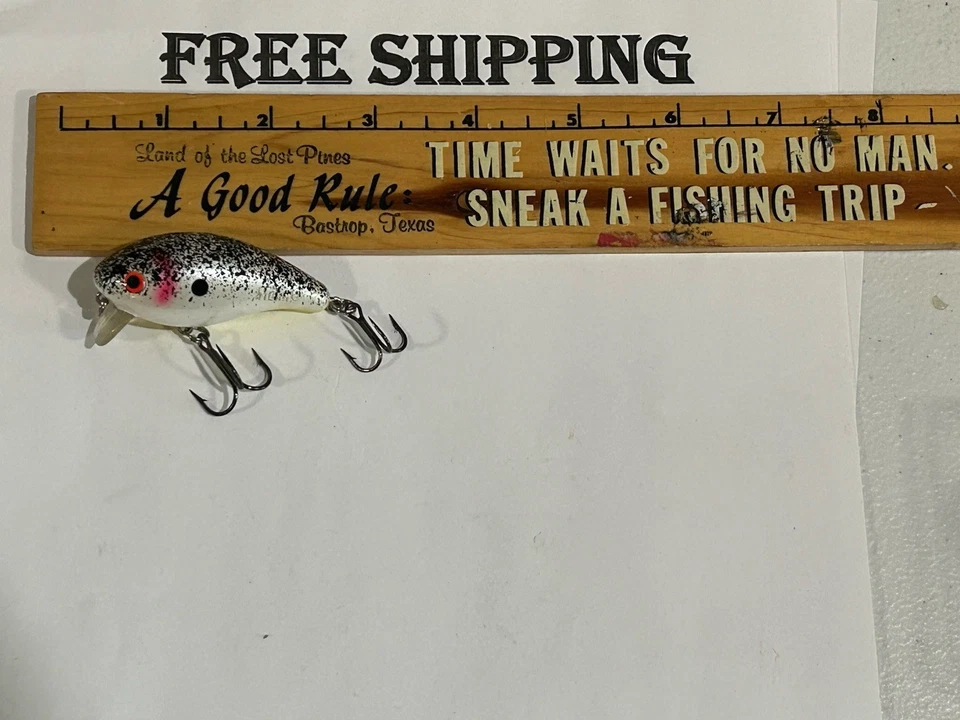 FREE SHIPPING
1 2 3 4 5 6 7 8
Land of the Lost Pines
A Good Rule:
Bastrop, Texas
TIME WAITS FOR NO MAN.
SNEAK A FISHING TRIP -